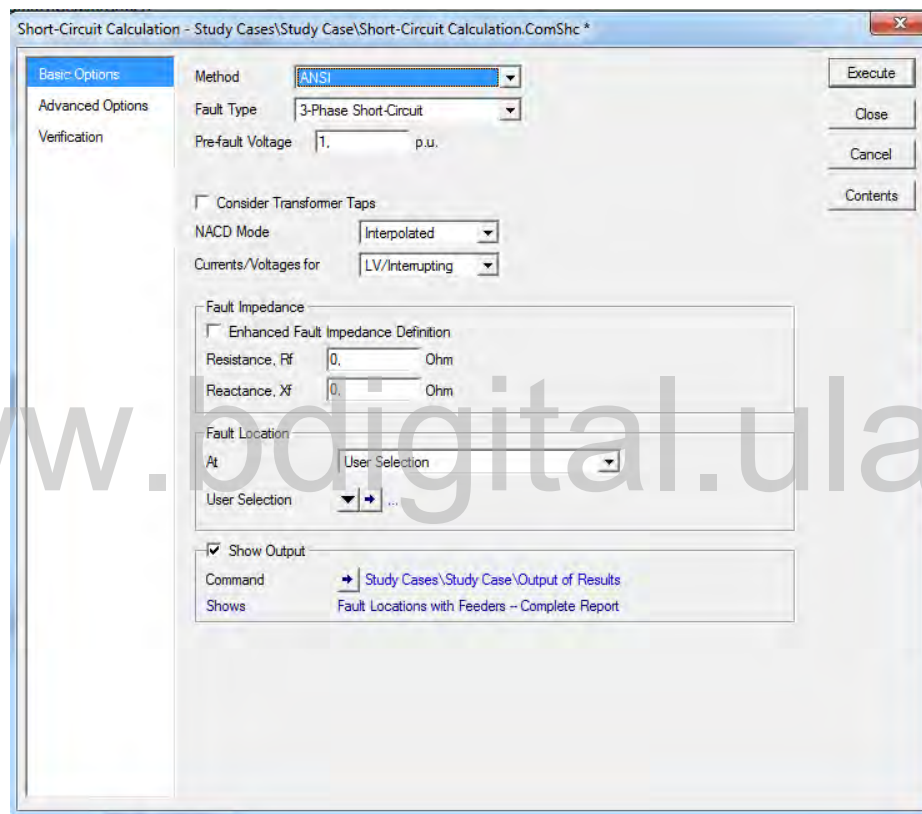 Short-Circuit Calculation - Study Cases\Study Case\Short-Circuit Calculation.ComShc *
Basic Options
Advanced Options
Verification
Method ANSI
Fault Type 3-Phase Short-Circuit
Pre-fault Voltage 1, p.u.
Consider Transformer Taps
NACD Mode Interpolated
Currents/Voltages for LV/Interrupting
Fault Impedance
Enhanced Fault Impedance Definition
Resistance, Rf 0, Ohm
Reactance, Xf 0, Ohm
Fault Location
At User Selection
User Selection ...
Show Output
Command Study Cases\Study Case\Output of Results
Shows Fault Locations with Feeders -- Complete Report
Execute
Close
Cancel
Contents
w.bdigital.ula